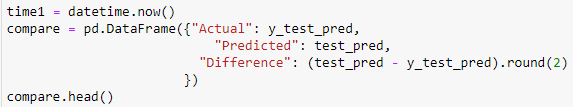 time1 = datetime.now()
compare = pd.DataFrame({"Actual": y_test_pred,
                        "Predicted": test_pred,
                      "Difference": (test_pred - y_test_pred).round(2)
                    })
compare.head()